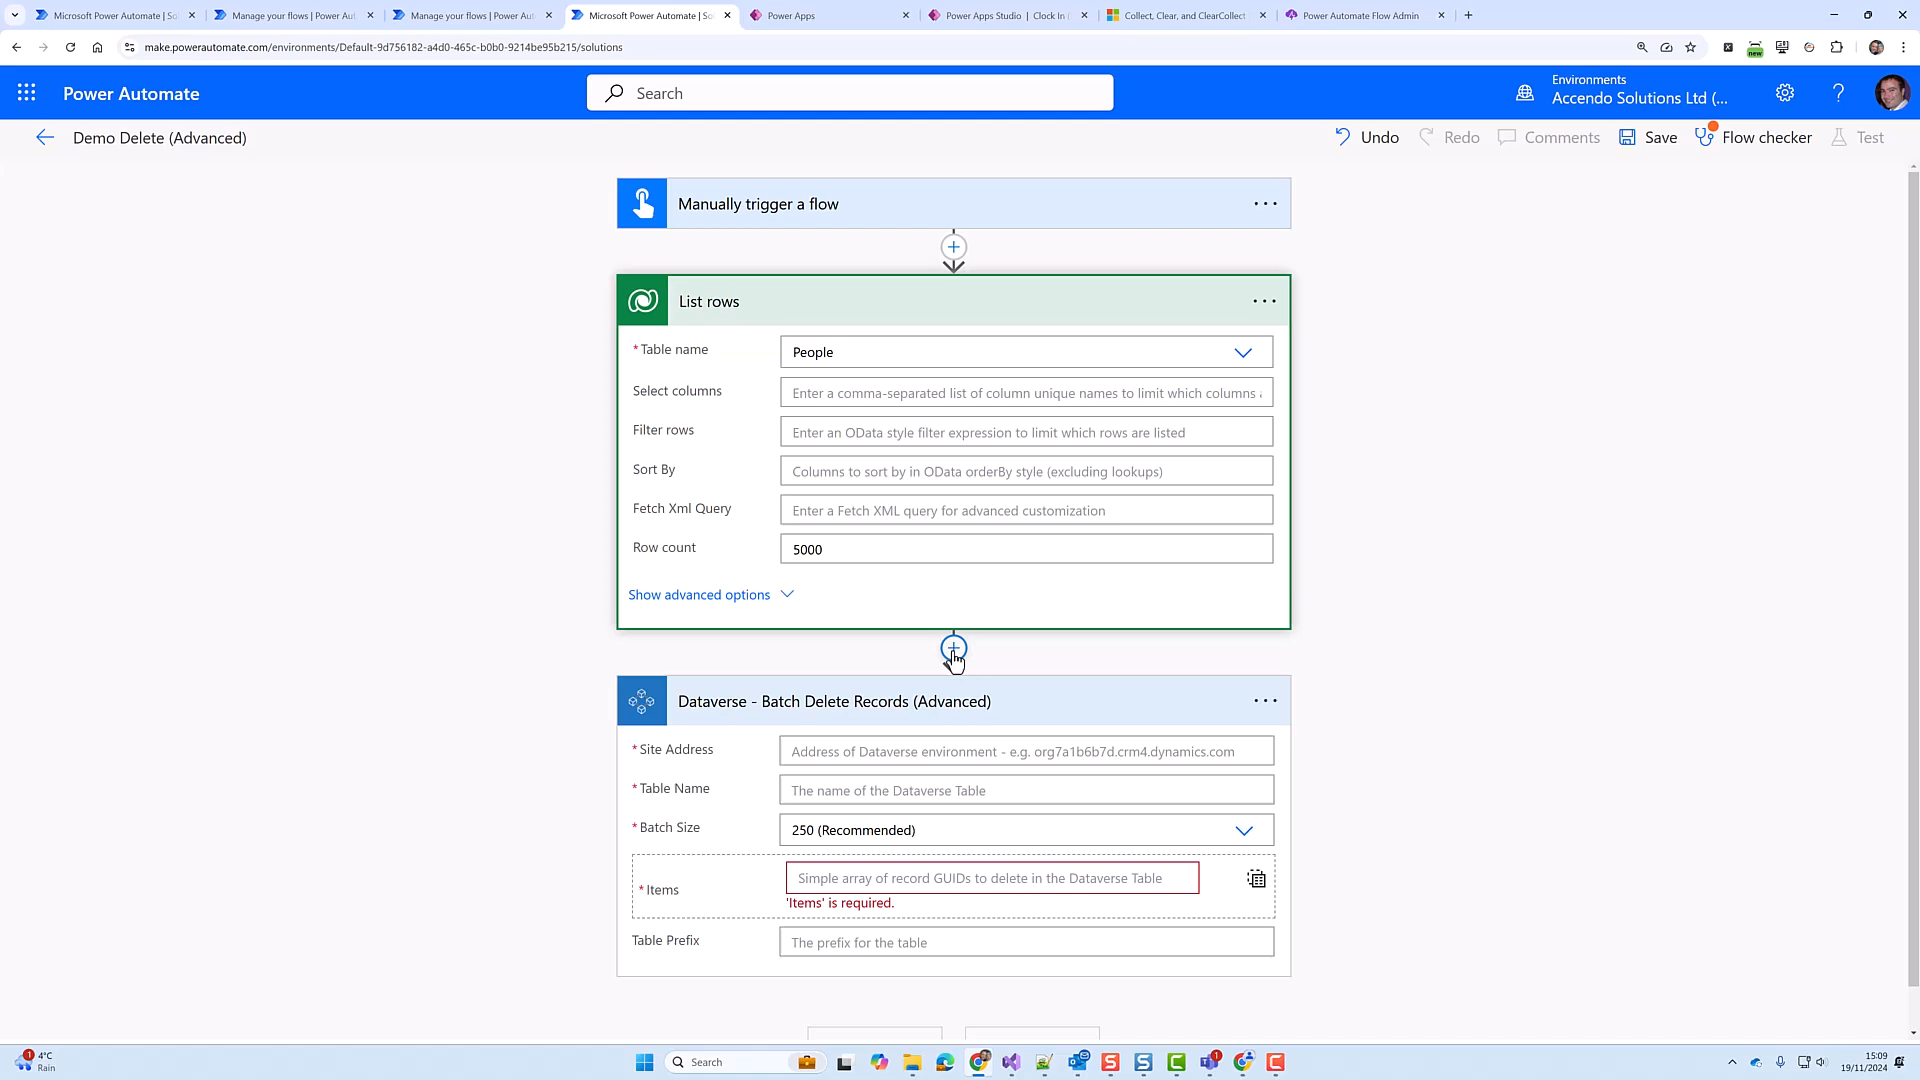 Microsoft Power Automate | So
Manage your flows | Power Aut
Manage your flows | Power Aut
Microsoft Power Automate | So
Power Apps
Power Apps Studio | Clock In (
Collect, Clear, and ClearCollect
Power Automate Flow Admin
make.powerautomate.com/environments/Default-9d756182-a4d0-465c-b0b0-9214be95b215/solutions
new
Power Automate
Search
Environments
Accendo Solutions Ltd (...
Demo Delete (Advanced)
Undo
Redo
Comments
Save
Flow checker
Test
Manually trigger a flow
List rows
* Table name
People
Select columns
Enter a comma-separated list of column unique names to limit which columns a
Filter rows
Enter an OData style filter expression to limit which rows are listed
Sort By
Columns to sort by in OData orderBy style (excluding lookups)
Fetch Xml Query
Enter a Fetch XML query for advanced customization
Row count
5000
Show advanced options
Dataverse - Batch Delete Records (Advanced)
* Site Address
Address of Dataverse environment - e.g. org7a1b6b7d.crm4.dynamics.com
* Table Name
The name of the Dataverse Table
* Batch Size
250 (Recommended)
* Items
Simple array of record GUIDs to delete in the Dataverse Table
'Items' is required.
Table Prefix
The prefix for the table
1
4°C
Rain
Search
1
15:09
19/11/2024